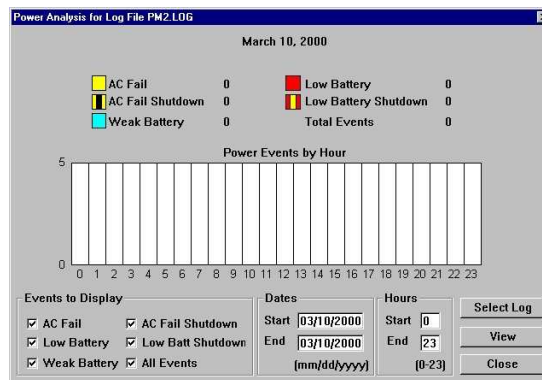 Power Analysis for Log File PM2.LOG
March 10, 2000
AC Fail 0 Low Battery 0
AC Fail Shutdown 0 Low Battery Shutdown 0
Weak Battery 0 Total Events 0
Power Events by Hour
5
0
0 1 2 3 4 5 6 7 8 9 10 11 12 13 14 15 16 17 18 19 20 21 22 23
Events to Display Dates Hours
AC Fail AC Fail Shutdown Start 03/10/2000 Start 0 Select Log
Low Battery Low Batt Shutdown End 03/10/2000 End 23 View
Weak Battery All Events (mm/dd/yyyy) (0-23) Close